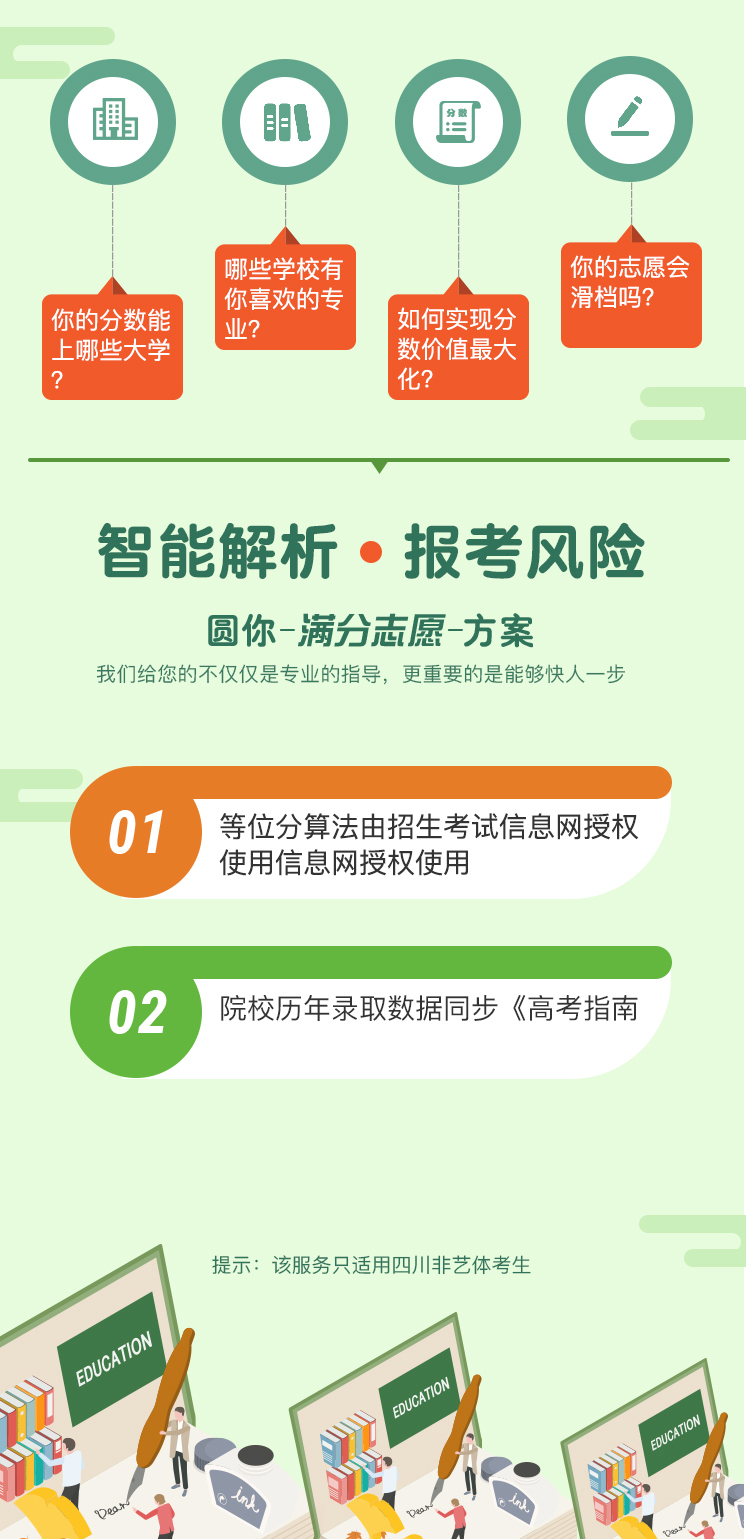 分数
你的分数能
上哪些大学
?
哪些学校有
你喜欢的专
业?
如何实现分
数价值最大
化?
你的志愿会
滑档吗?
智能解析·报考风险
圆你-满分志愿-方案
我们给您的不仅仅是专业的指导，更重要的是能够快人一步
01
等位分算法由招生考试信息网授权
使用信息网授权使用
02
院校历年录取数据同步《高考指南
提示：该服务只适用四川非艺体考生
EDUCATION
Dear
ink
EDUCATION
Dear
ink
EDUCATION
Dear